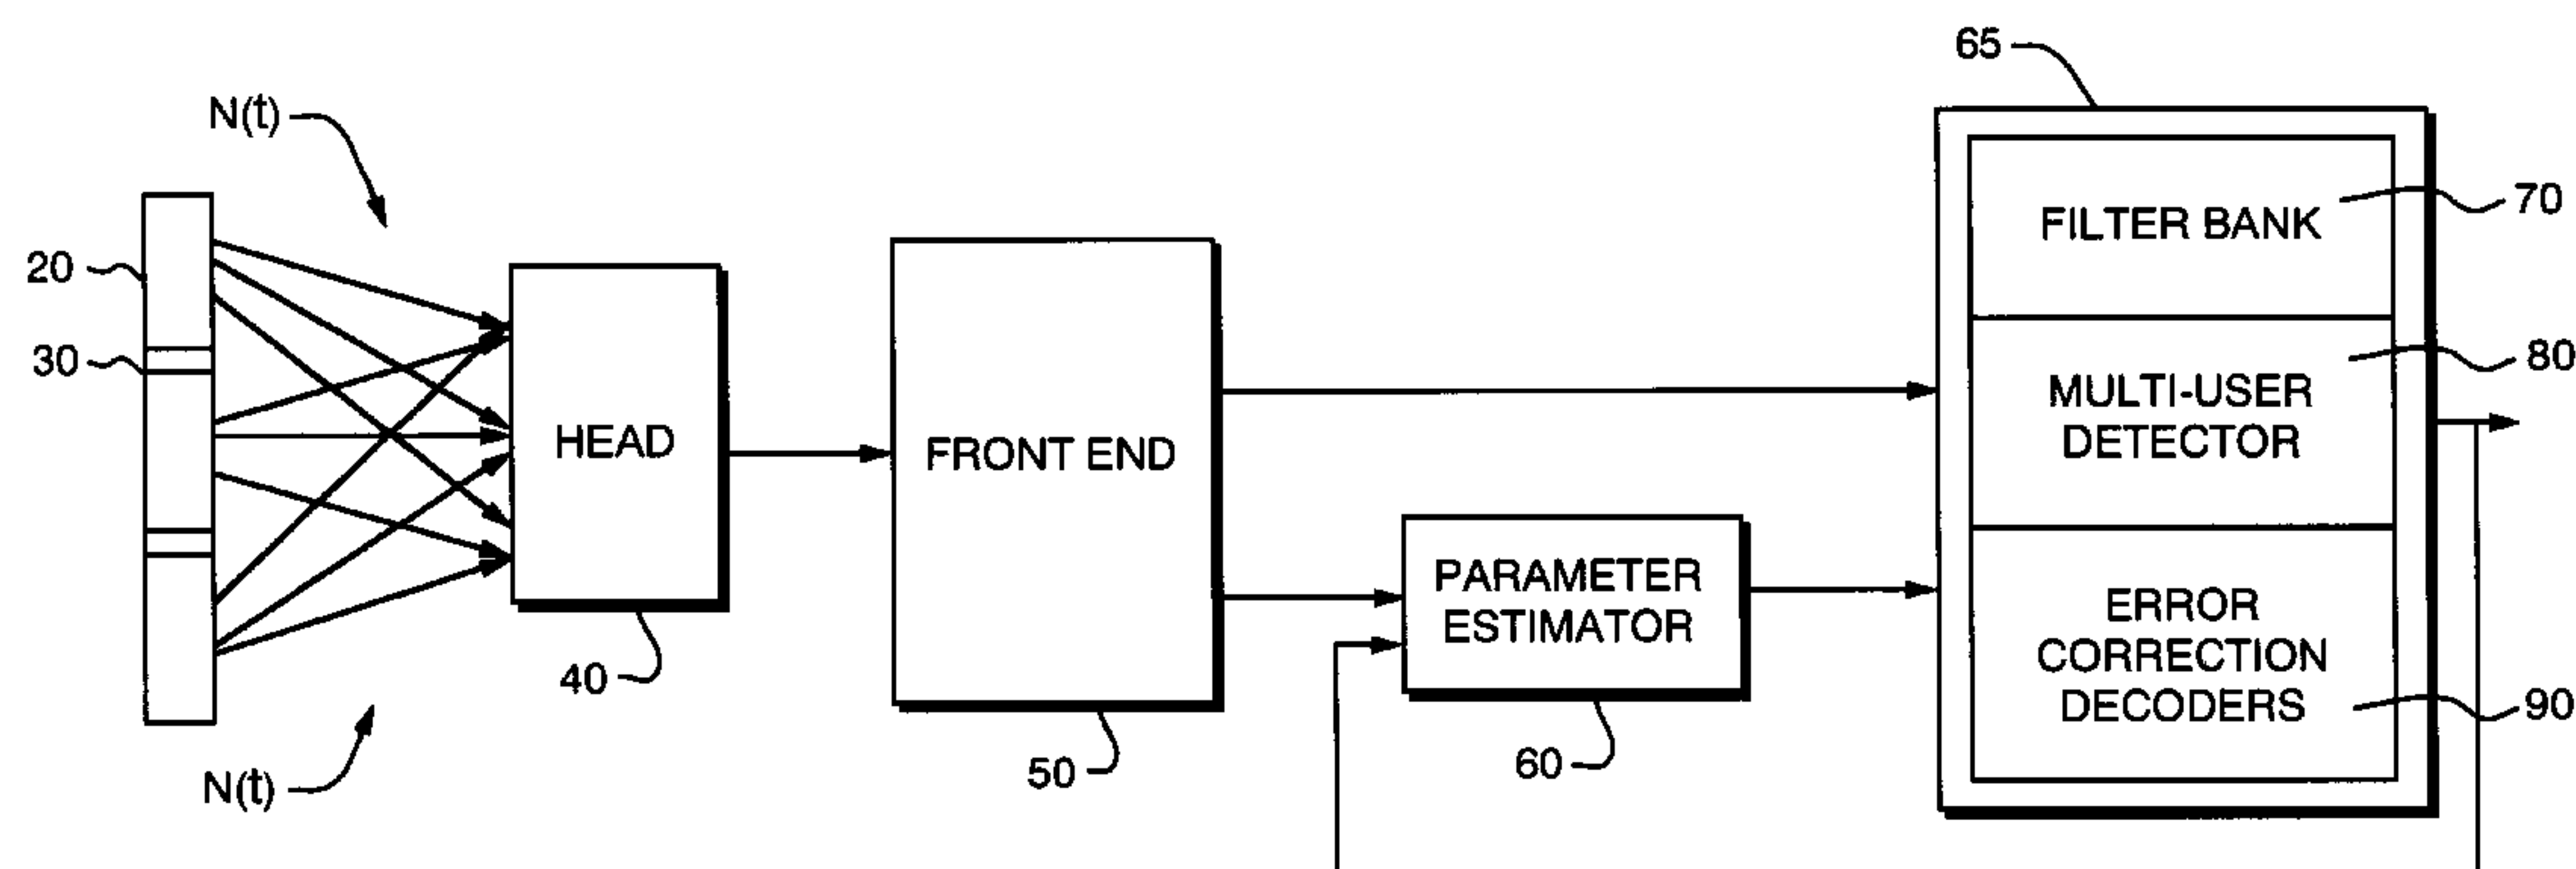 65
N(t)
FILTER BANK
70
20
30
HEAD
FRONT END
MULTI-USER
DETECTOR
80
PARAMETER
ESTIMATOR
ERROR
CORRECTION
DECODERS
90
40
50
60
N(t)